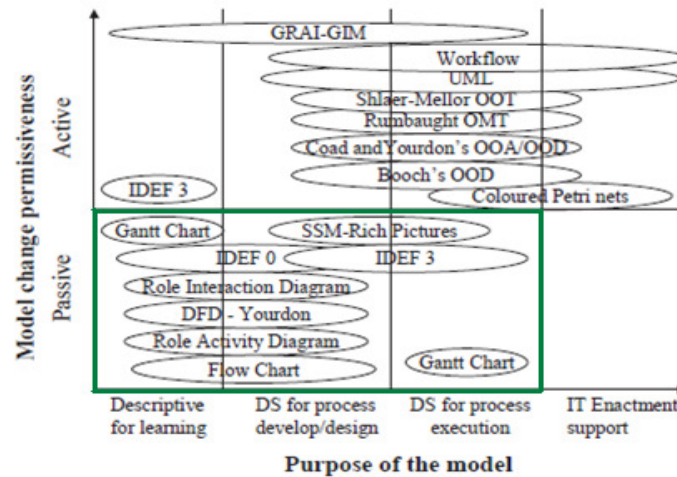 Model change permissiveness
Active
Passive
GRAI-GIM
Workflow
UML
Shlaer-Mellor OOT
Rumbaught OMT
Coad andYourdon's OOA/OOD
Booch's OOD
IDEF 3
Coloured Petri nets
Gantt Chart
SSM-Rich Pictures
IDEF 0
IDEF 3
Role Interaction Diagram
DFD - Yourdon
Role Activity Diagram
Gantt Chart
Flow Chart
Descriptive
for learning
DS for process
develop/design
DS for process
execution
IT Enactment
support
Purpose of the model